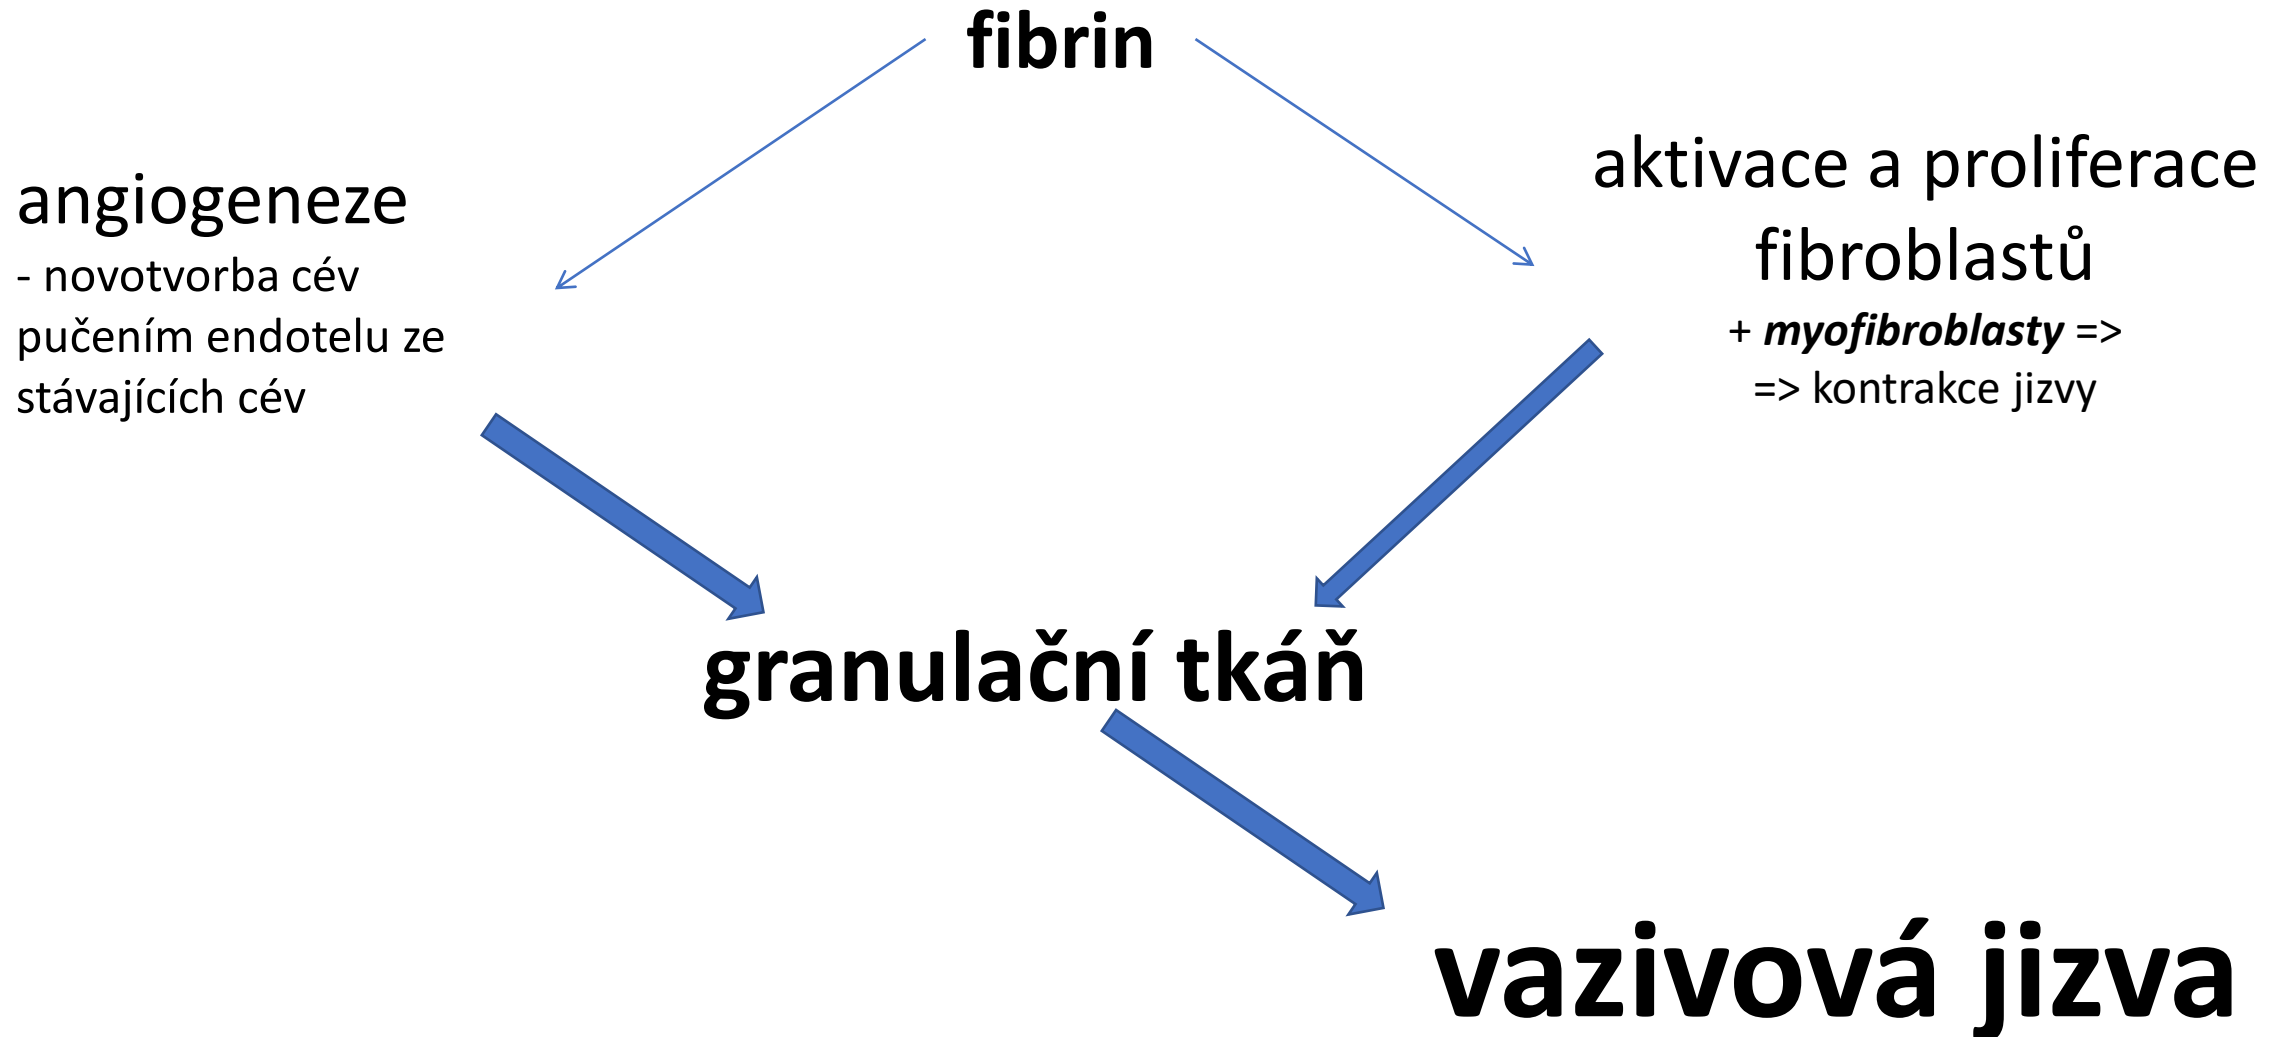 fibrin
angiogeneze
- novotvorba cév
pučením endotelu ze
stávajících cév
aktivace a proliferace
fibroblastů
+ myofibroblasty =>
=> kontrakce jizvy
granulační tkáň
vazivová jizva